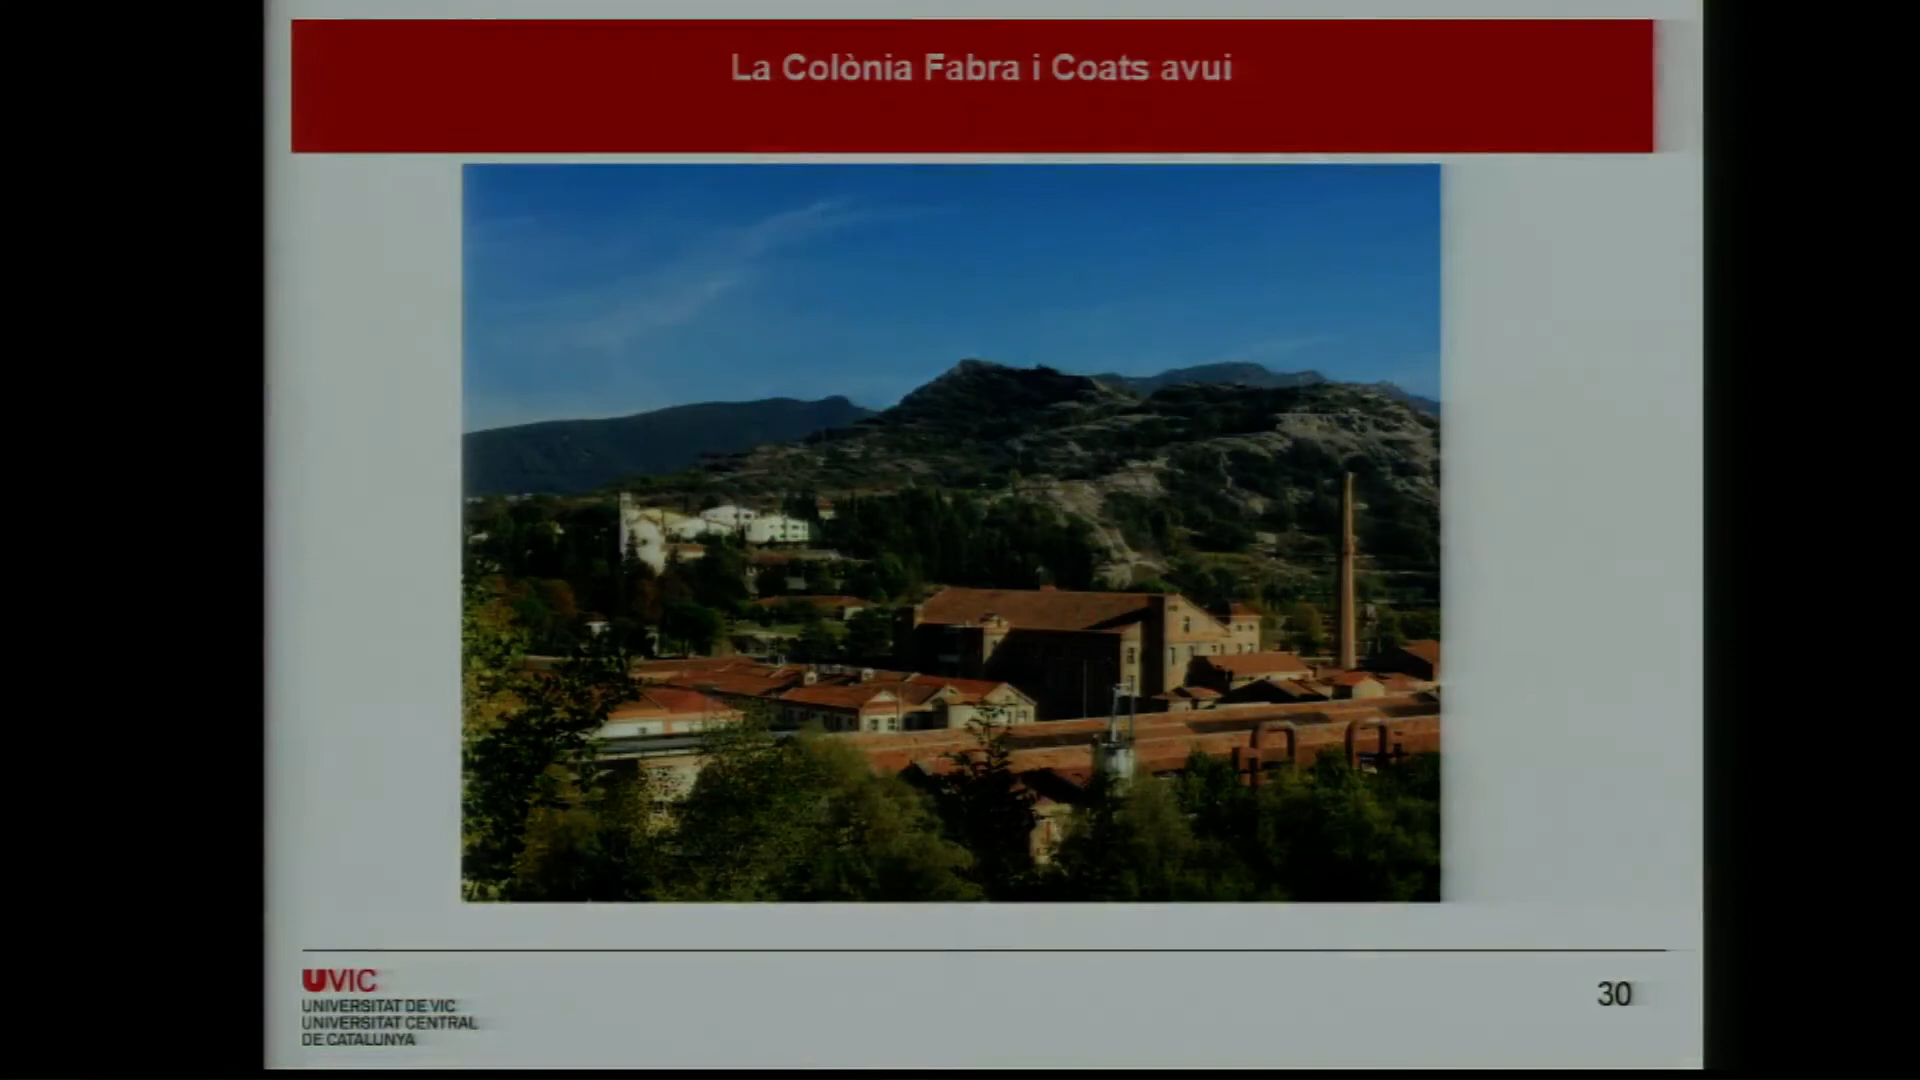 La Colònia Fabra i Coats avui
UVIC
UNIVERSITAT DE VIC
UNIVERSITAT CENTRAL
DE CATALUNYA
30